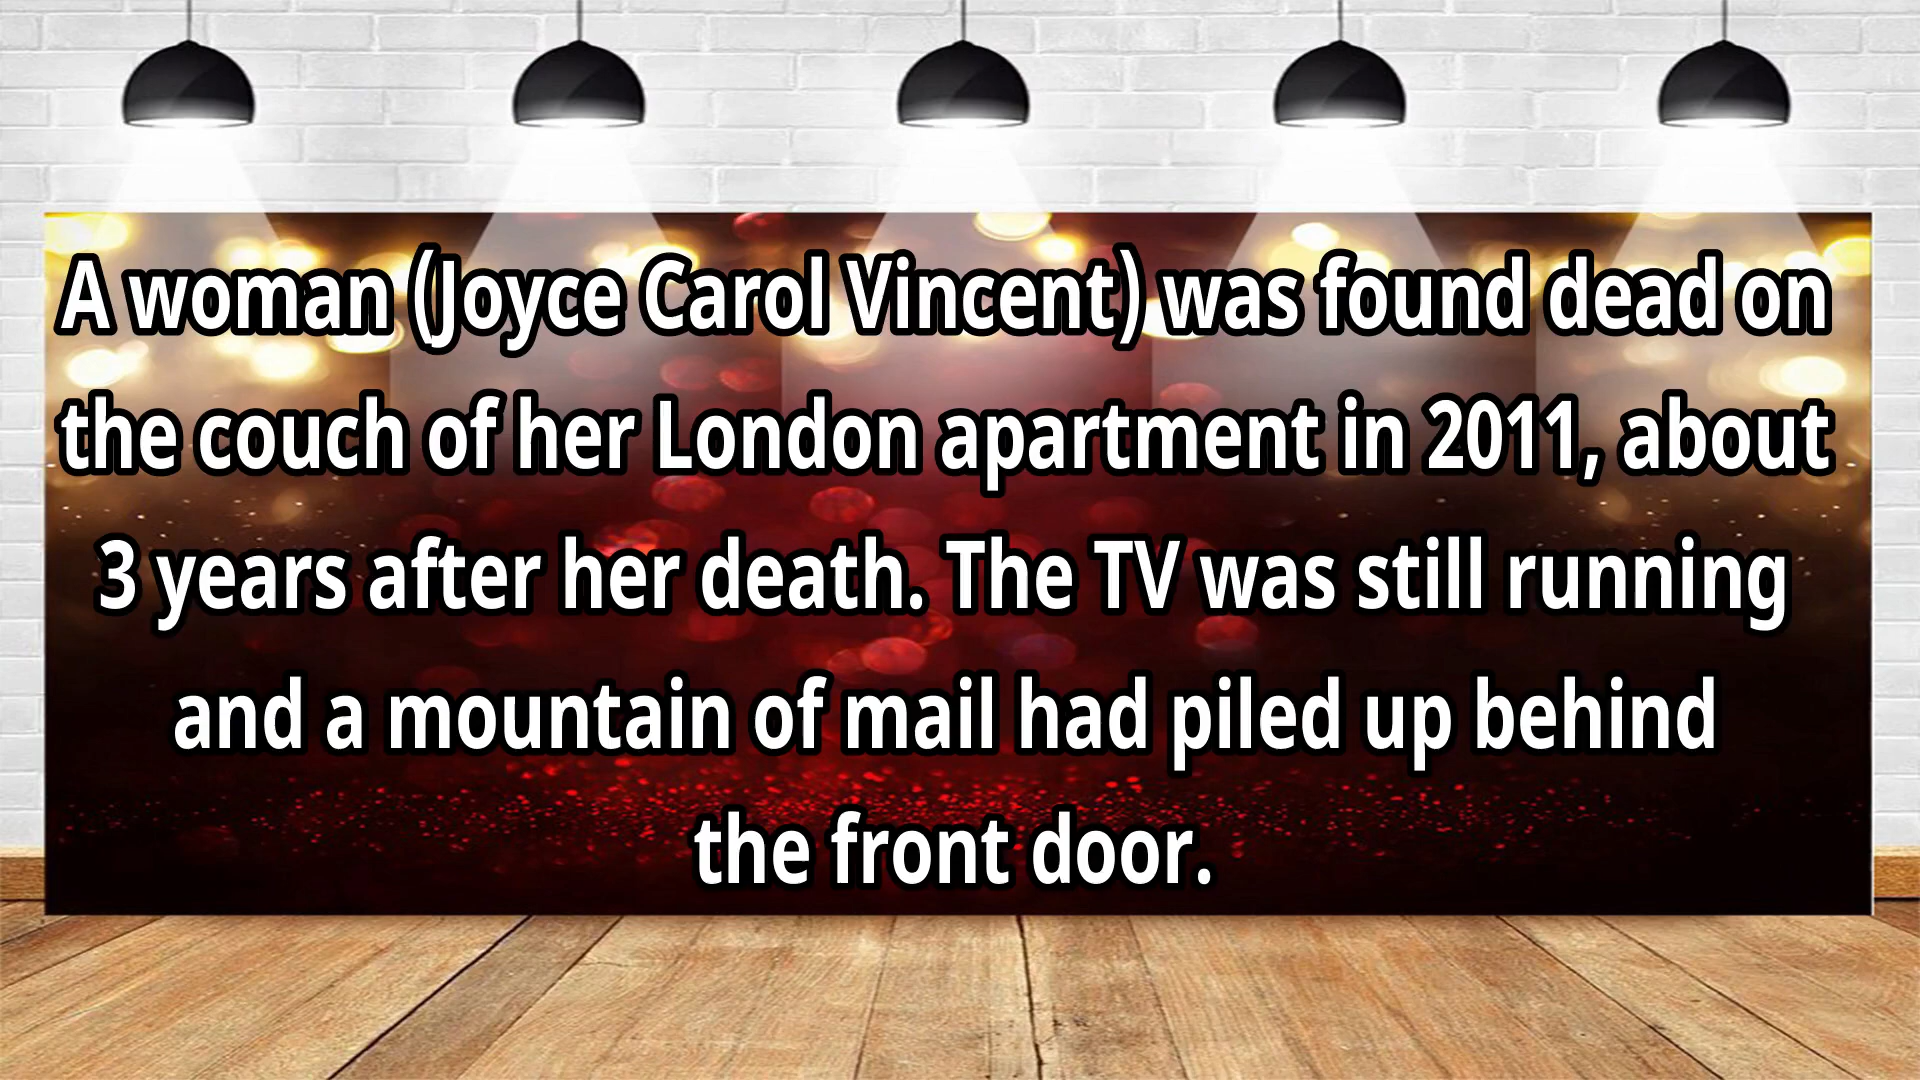 A woman (Joyce Carol Vincent) was found dead on
the couch of her London apartment in 2011, about
3 years after her death. The TV was still running
and a mountain of mail had piled up behind
the front door.